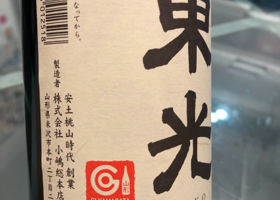 東光
なってから。
製造者
安土桃山時代 創業
株式会社 小嶋総本店
山形県米沢市本町二丁目二
GI YAMAGATA